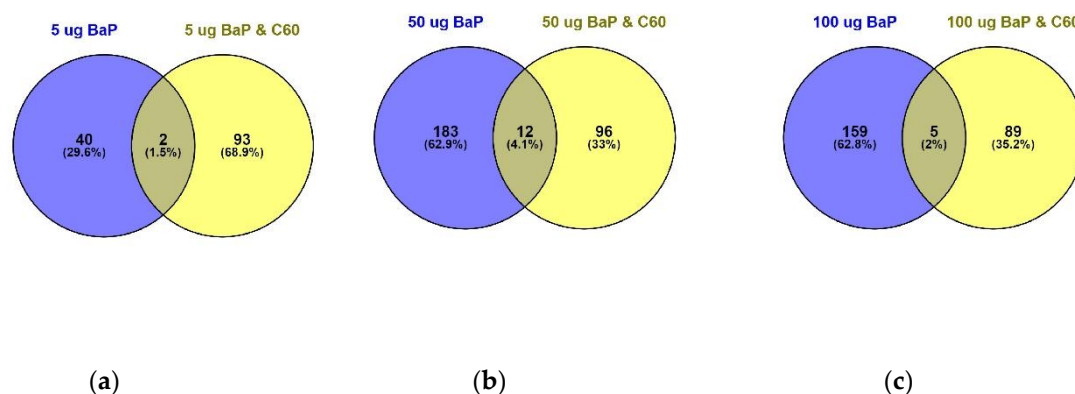 5 ug BaP
5 ug BaP & C60
40
(29.6%)
2
(1.5%)
93
(68.9%)
50 ug BaP
50 ug BaP & C60
183
(62.9%)
12
(4.1%)
96
(33%)
100 ug BaP
100 ug BaP & C60
159
(62.8%)
5
(2%)
89
(35.2%)
(a)
(b)
(c)